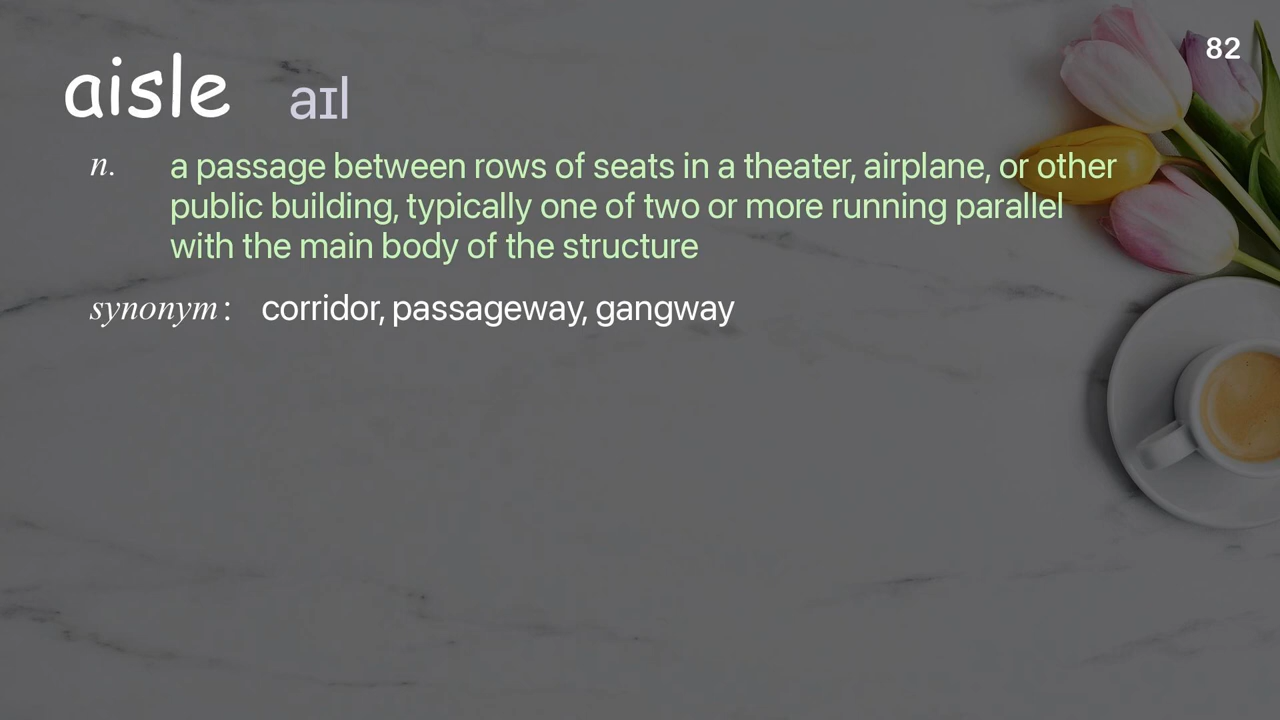 82
aisle aɪl
n. a passage between rows of seats in a theater, airplane, or other
public building, typically one of two or more running parallel
with the main body of the structure
synonym: corridor, passageway, gangway